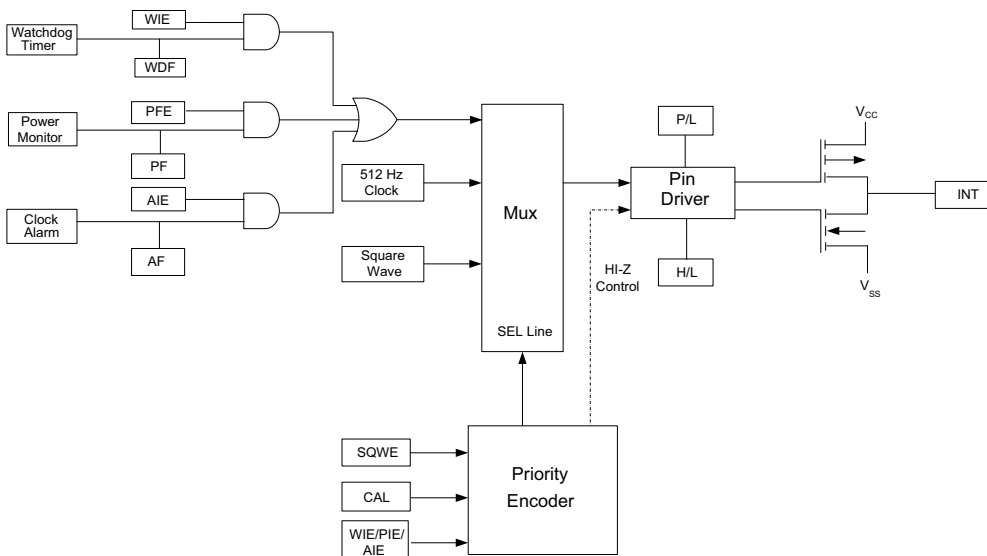 WIE
Watchdog
Timer
WDF
PFE
Power
Monitor
PF
AIE
Clock
Alarm
AF
512 Hz
Clock
Square
Wave
Mux
SEL Line
P/L
Pin
Driver
H/L
HI-Z
Control
VCC
INT
VSS
SQWE
CAL
WIE/PIE/
AIE
Priority
Encoder